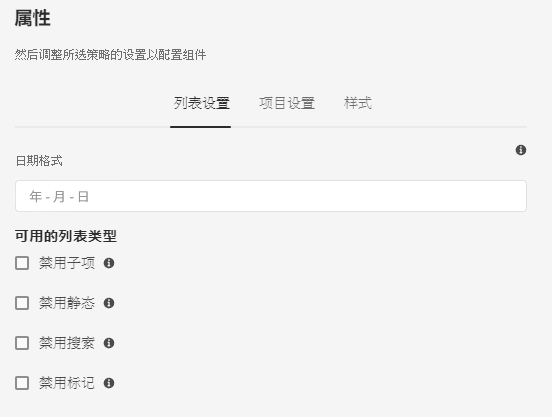 属性
然后调整所选策略的设置以配置组件
列表设置 项目设置 样式
日期格式
年 - 月 - 日
可用的列表类型
禁用子项
禁用静态
禁用搜索
禁用标记